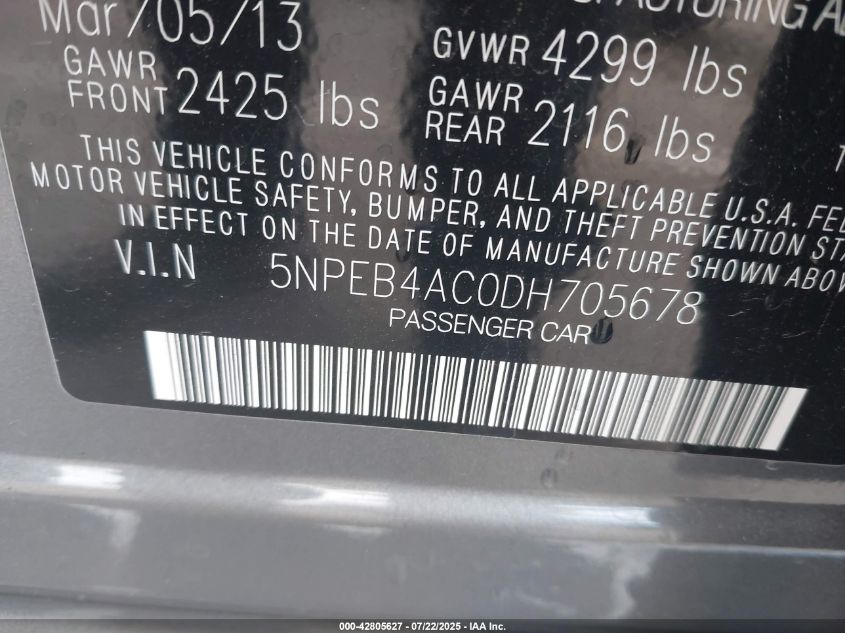 Mar/05/13
GVWR 4299 lbs
GAWR FRONT 2425 lbs
GAWR REAR 2116 lbs
THIS VEHICLE CONFORMS TO ALL APPLICABLE U.S.A.
MOTOR VEHICLE SAFETY, BUMPER, AND THEFT PREVENTION
IN EFFECT ON THE DATE OF MANUFACTURE SHOWN
V.I.N 5NPEB4AC0DH705678
PASSENGER CAR
000-42805627 - 07/22/2025 - IAA Inc.